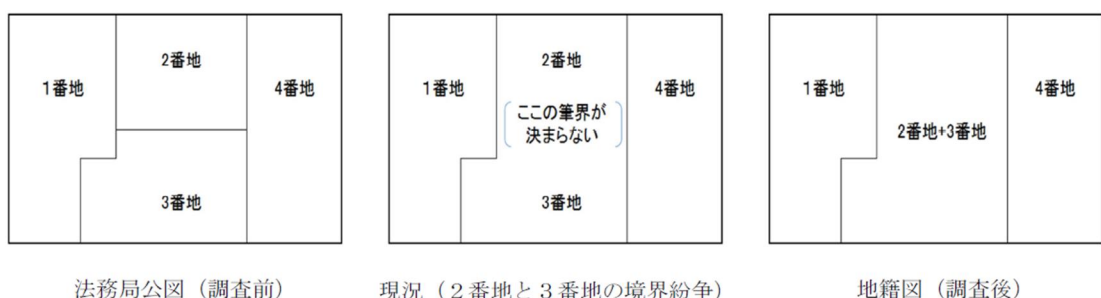 1番地
2番地
3番地
4番地
法務局公図（調査前）
1番地
2番地
ここの筆界が
決まらない
3番地
4番地
現況（２番地と３番地の境界紛争）
1番地
2番地+3番地
4番地
地籍図（調査後）